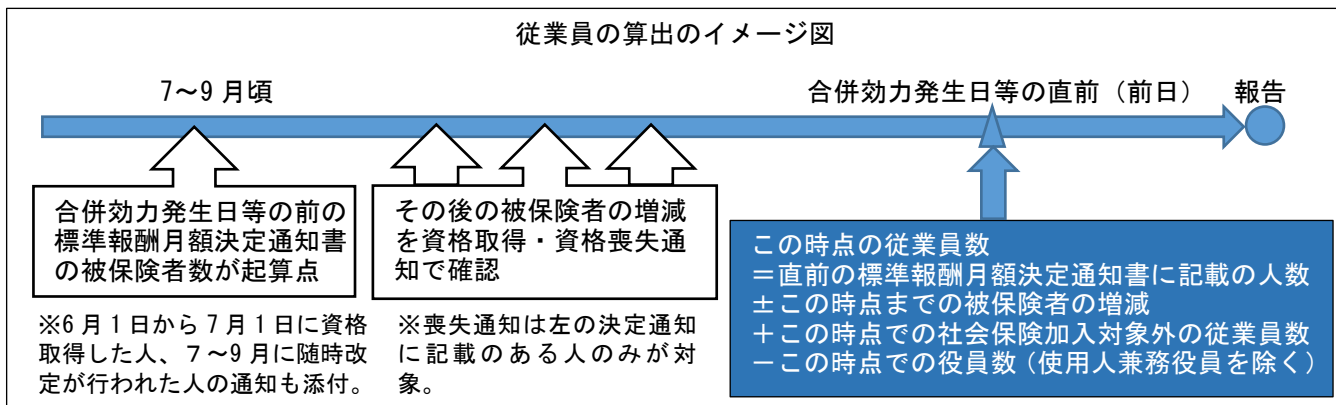 従業員の算出のイメージ図
7～9月頃
合併効力発生日等の直前（前日）
報告
合併効力発生日等の前の
標準報酬月額決定通知書
の被保険者数が起算点
その後の被保険者の増減
を資格取得・資格喪失通
知で確認
この時点の従業員数
＝直前の標準報酬月額決定通知書に記載の人数
±この時点までの被保険者の増減
＋この時点での社会保険加入対象外の従業員数
－この時点での役員数（使用人兼務役員を除く）
※6月1日から7月1日に資格
取得した人、７～9月に随時改
定が行われた人の通知も添付。
※喪失通知は左の決定通知
に記載のある人のみが対
象。